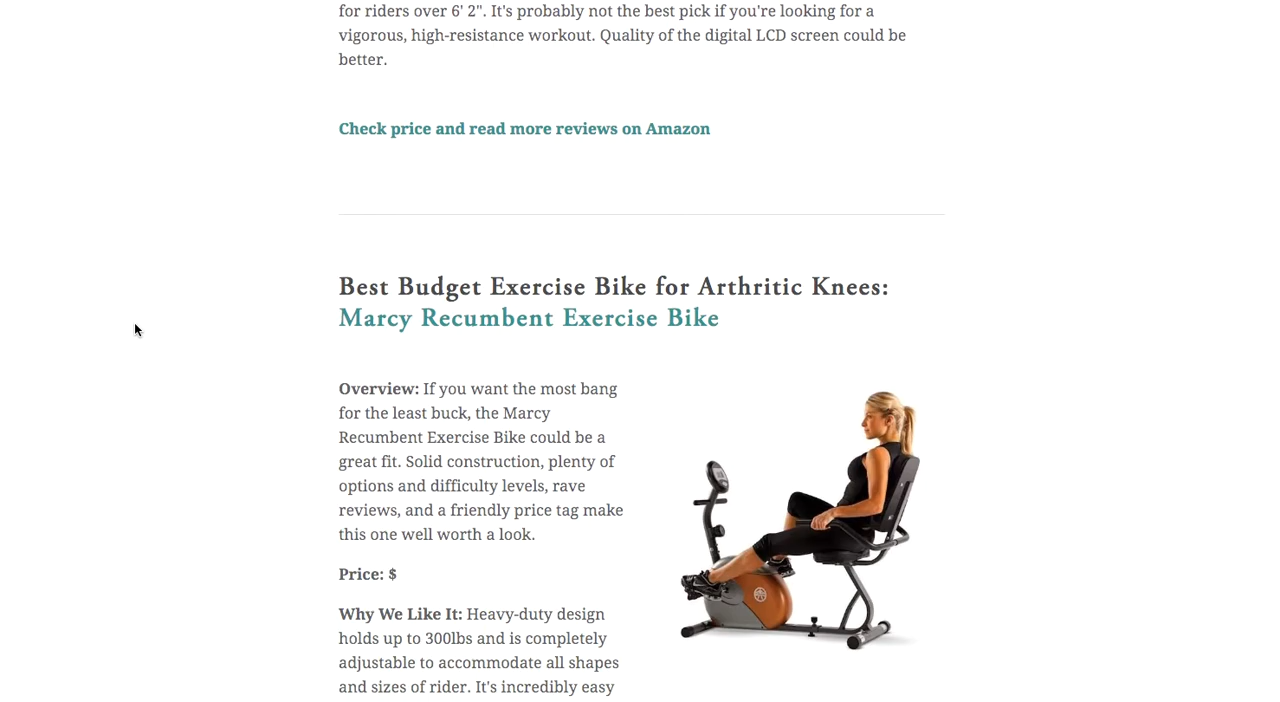 for riders over 6' 2". It's probably not the best pick if you're looking for a
vigorous, high-resistance workout. Quality of the digital LCD screen could be
better.
Check price and read more reviews on Amazon
Best Budget Exercise Bike for Arthritic Knees:
Marcy Recumbent Exercise Bike
Overview: If you want the most bang
for the least buck, the Marcy
Recumbent Exercise Bike could be a
great fit. Solid construction, plenty of
options and difficulty levels, rave
reviews, and a friendly price tag make
this one well worth a look.
Price: $
Why We Like It: Heavy-duty design
holds up to 300lbs and is completely
adjustable to accommodate all shapes
and sizes of rider. It's incredibly easy